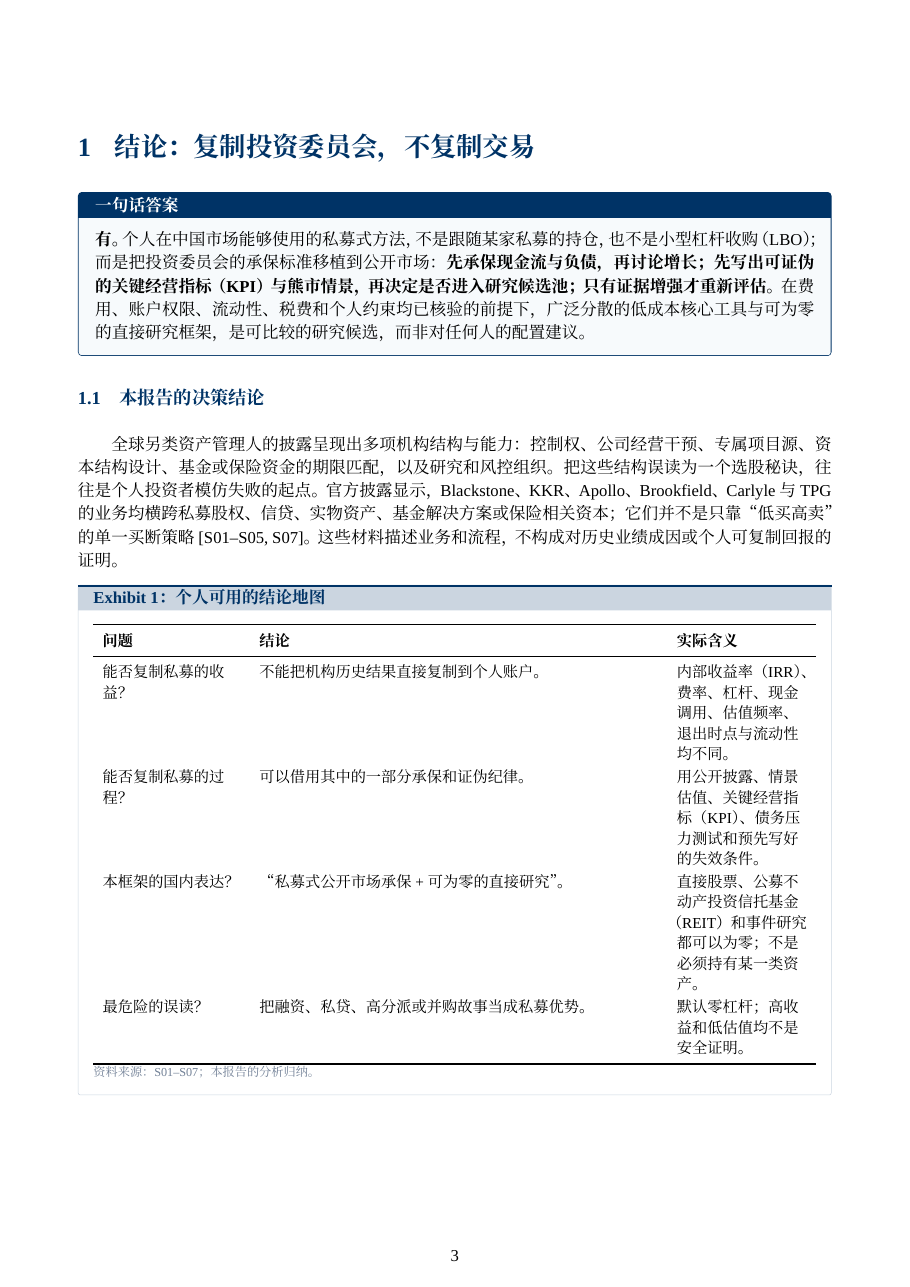 1 结论：复制投资委员会，不复制交易
一句话答案
有。个人在中国市场能够使用的私募式方法，不是跟随某家私募的持仓，也不是小型杠杆收购（LBO）；
而是把投资委员会的承保标准移植到公开市场：先承保现金流与负债，再讨论增长；先写出可证伪
的关键经营指标（KPI）与熊市情景，再决定是否进入研究候选池；只有证据增强才重新评估。在费
用、账户权限、流动性、税费和个人约束均已核验的前提下，广泛分散的低成本核心工具与可为零
的直接研究框架，是可比较的研究候选，而非对任何人的配置建议。
1.1 本报告的决策结论
全球另类资产管理人的披露呈现出多项机构结构与能力：控制权、公司经营干预、专属项目源、资
本结构设计、基金或保险资金的期限匹配，以及研究和风控组织。把这些结构误读为一个选股秘诀，往
往是个人投资者模仿失败的起点。官方披露显示，Blackstone、KKR、Apollo、Brookfield、Carlyle 与 TPG
的业务均横跨私募股权、信贷、实物资产、基金解决方案或保险相关资本；它们并不是只靠“低买高卖”
的单一买断策略 [S01–S05, S07]。这些材料描述业务和流程，不构成对历史业绩成因或个人可复制回报的
证明。
Exhibit 1：个人可用的结论地图
问题 结论 实际含义
能否复制私募的收 不能把机构历史结果直接复制到个人账户。 内部收益率（IRR）、
益？ 费率、杠杆、现金
调用、估值频率、
退出时点与流动性
均不同。
能否复制私募的过 可以借用其中的一部分承保和证伪纪律。 用公开披露、情景
程？ 估值、关键经营指
标（KPI）、债务压
力测试和预先写好
的失效条件。
本框架的国内表达？ “私募式公开市场承保 + 可为零的直接研究”。 直接股票、公募不
动产投资信托基金
（REIT）和事件研究
都可以为零；不是
必须持有某一类资
产。
最危险的误读？ 把融资、私贷、高分派或并购故事当成私募优势。 默认零杠杆；高收
益和低估值均不是
安全证明。
资料来源：S01–S07；本报告的分析归纳。
3